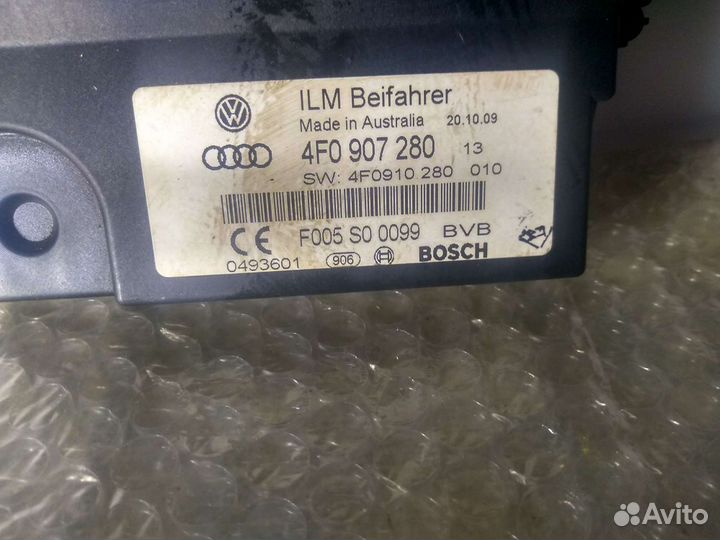 ILM Beifahrer
Made in Australia 20.10.09
4F0 907 280 13
SW: 4F0910 280 010
CE F005 S0 0099 BVB
0493601 906 BOSCH
Avito